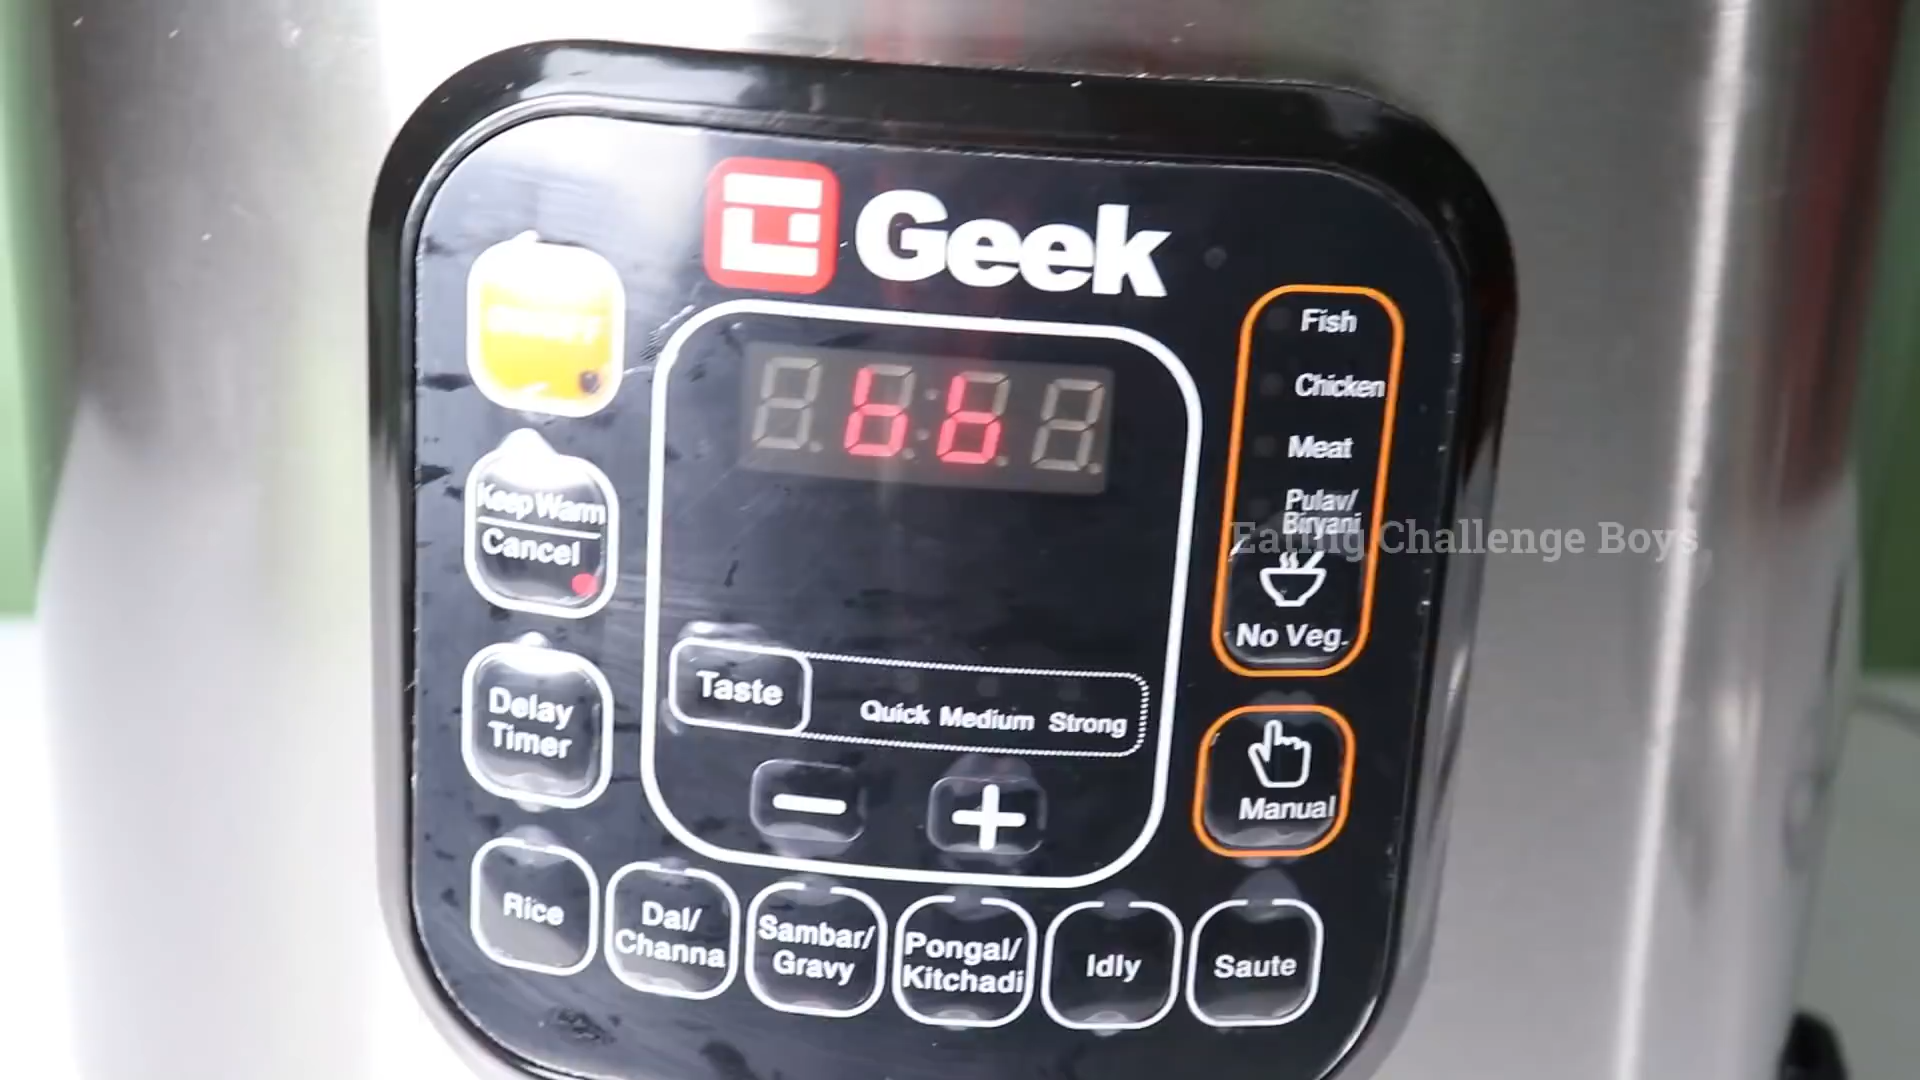 Geek
bb
Keep Warm
Cancel
Delay
Timer
Taste
Quick Medium Strong
Fish
Chicken
Meat
Pulav/
Biryani
No Veg.
Manual
Rice
Dal/
Channa
Sambar/
Gravy
Pongal/
Kitchadi
Idly
Saute
Eating Challenge Boys